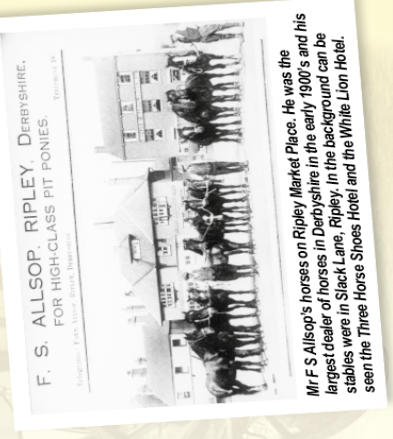 F. S. ALLSOP, RIPLEY, DERBYSHIRE,
FOR HIGH-CLASS PIT PONIES.
Mr F S Allsop's horses on Ripley Market Place. He was the
largest dealer of horses in Derbyshire in the early 1900's and his
stables were in Slack Lane, Ripley. In the background can be
seen the Three Horse Shoes Hotel and the White Lion Hotel.